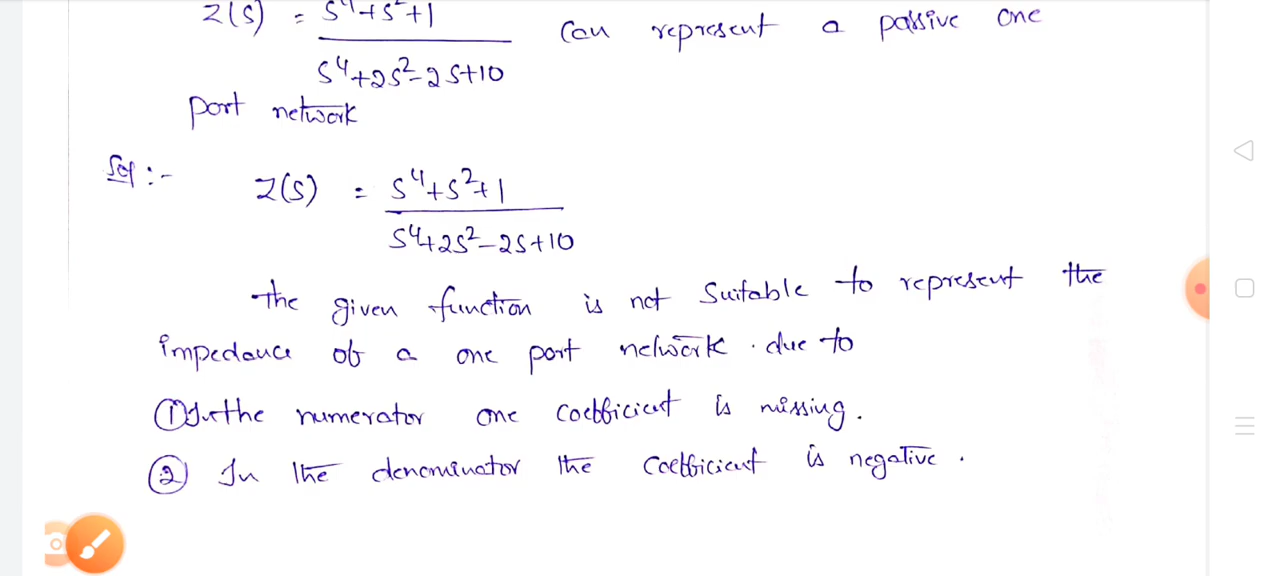 Z(S) = S⁴+S²+1 / S⁴+2S²-2S+10 Can represent a passive one
port network
Sol :-
Z(S) = S⁴+S²+1 / S⁴+2S²-2S+10
The given function is not Suitable to represent the
impedance of a one port network . due to
① In the numerator one coefficient is missing.
② In the denominator the Coefficient is negative .